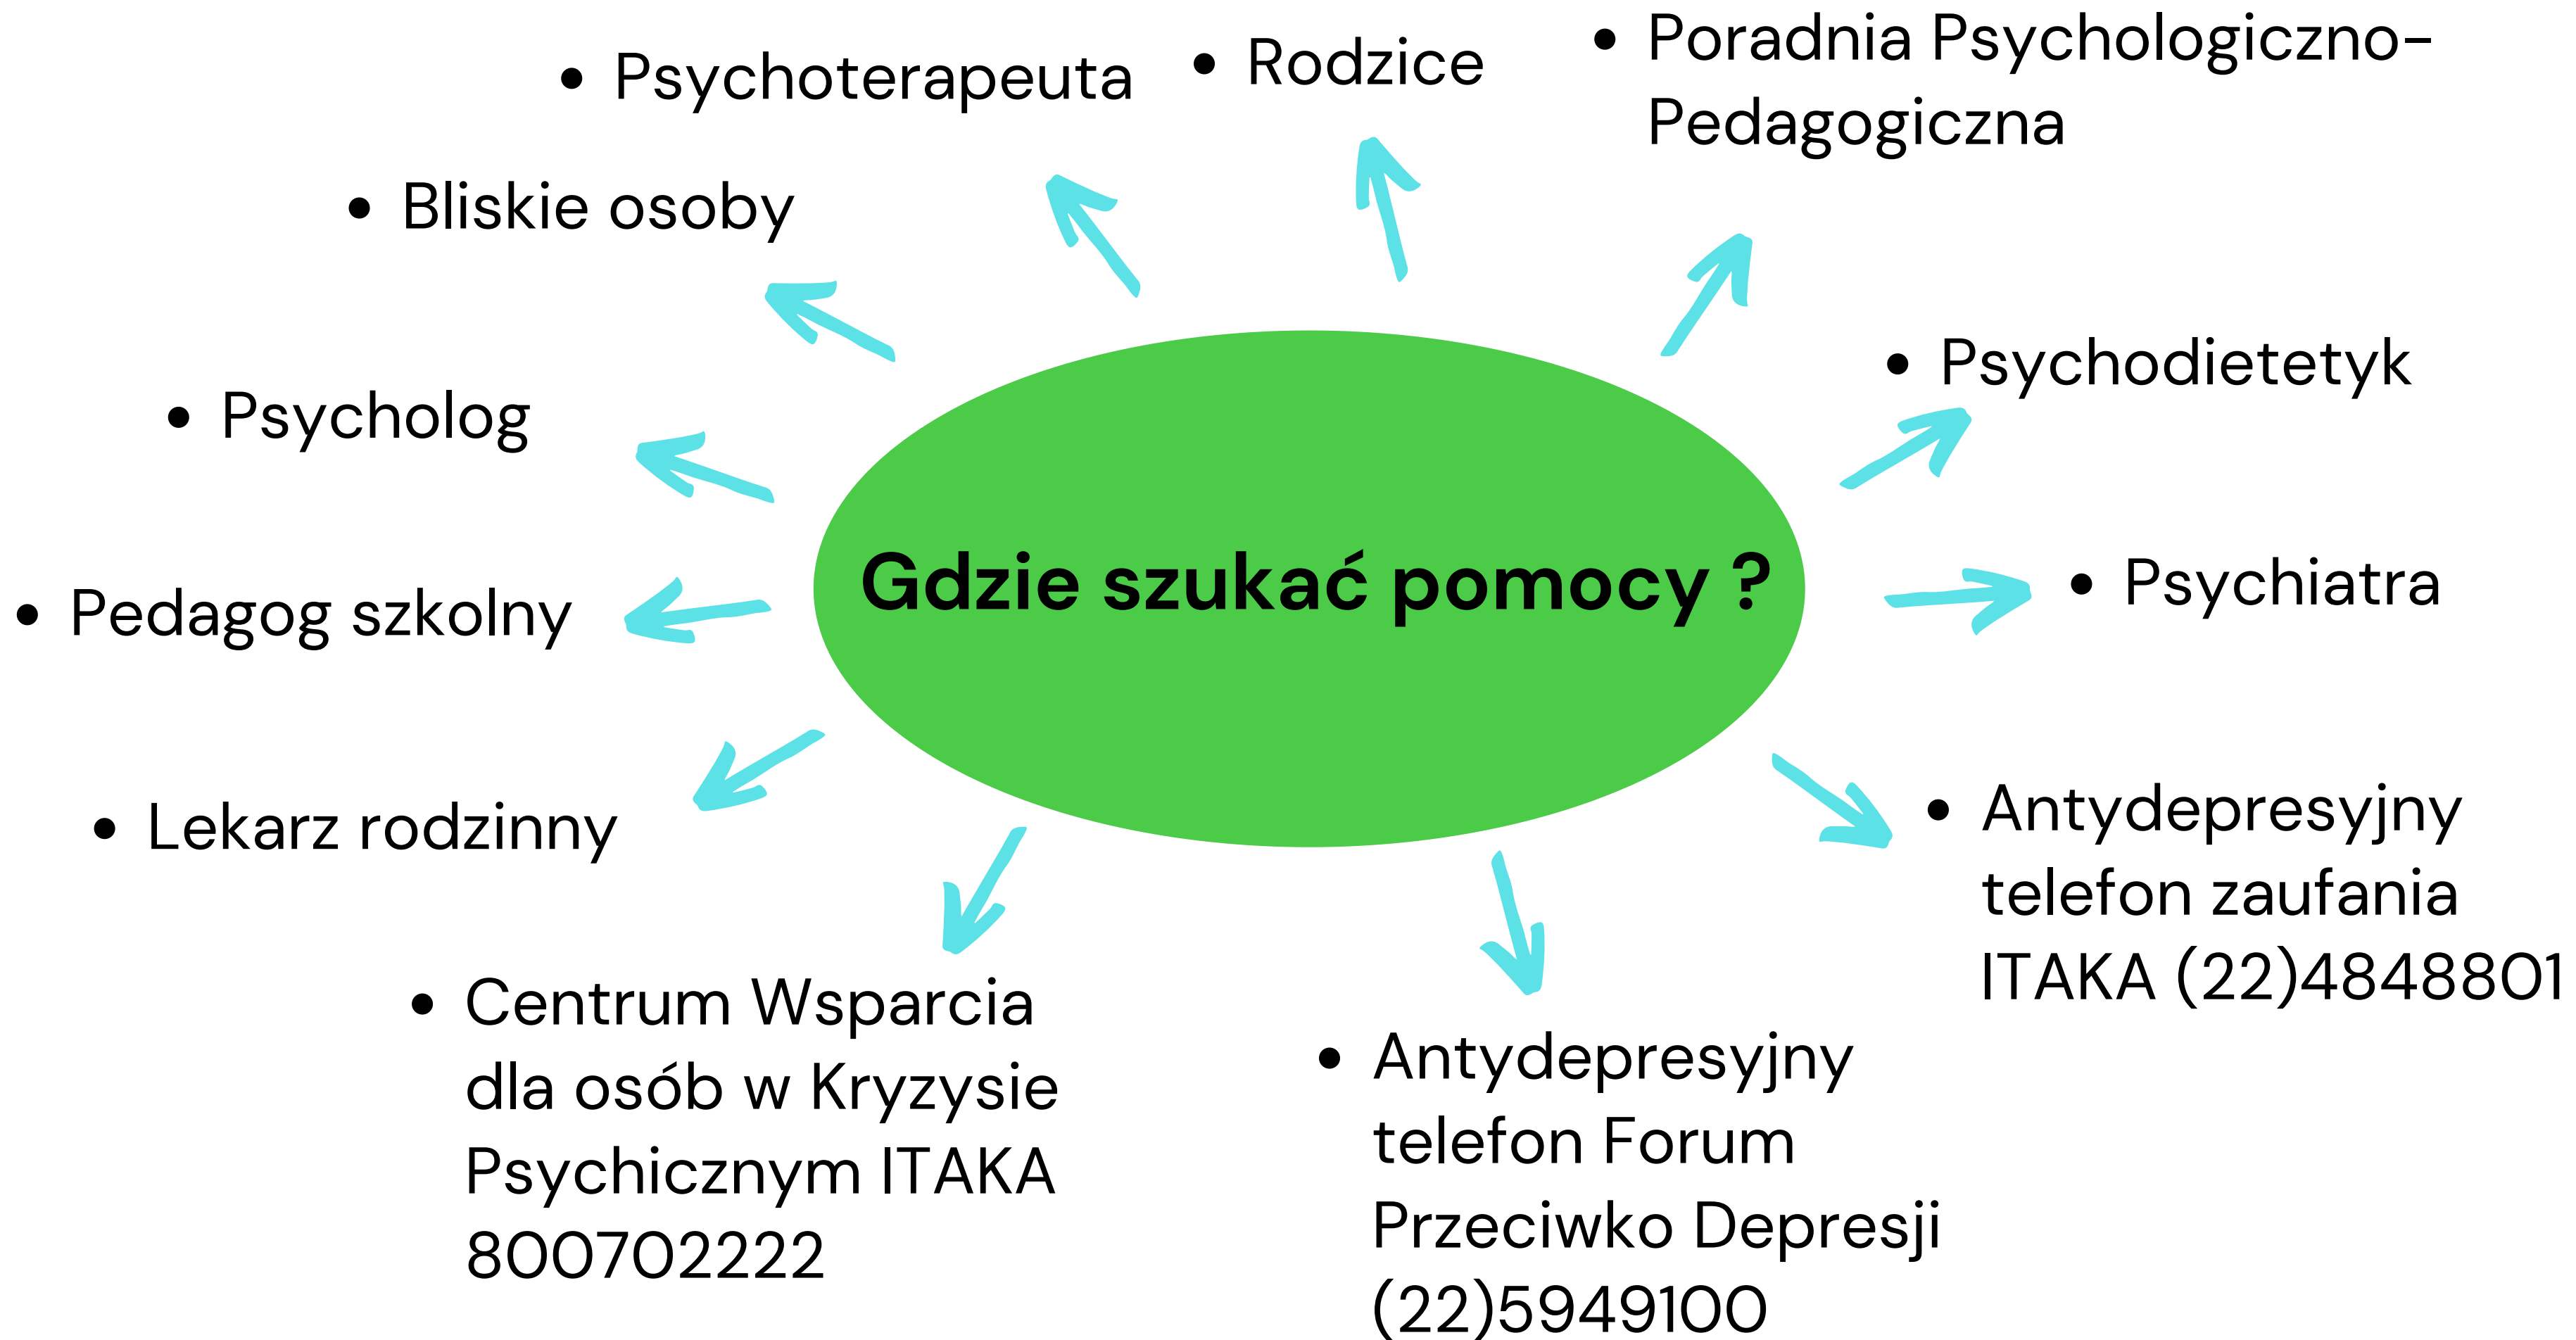 • Psychoterapeuta
• Rodzice
• Poradnia Psychologiczno-
Pedagogiczna
• Bliskie osoby
• Psychodietetyk
• Psycholog
Gdzie szukać pomocy ?
• Psychiatra
• Pedagog szkolny
• Lekarz rodzinny
• Antydepresyjny
telefon zaufania
ITAKA (22)4848801
• Centrum Wsparcia
dla osób w Kryzysie
Psychicznym ITAKA
800702222
• Antydepresyjny
telefon Forum
Przeciwko Depresji
(22)5949100